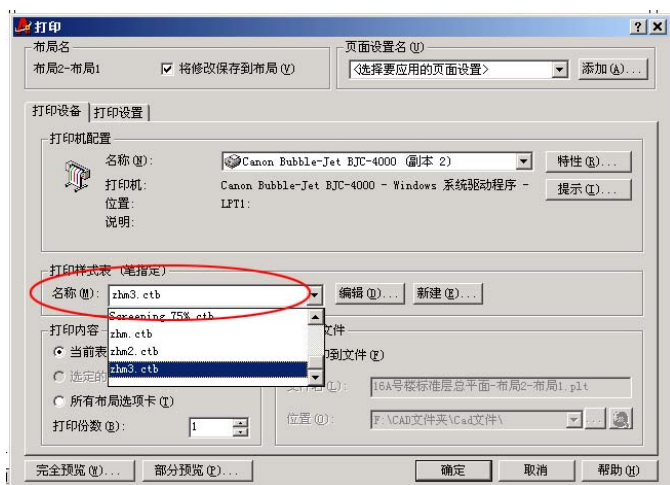 打印
布局名
布局2-布局1
将修改保存到布局(V)
页面设置名(U)
<选择要应用的页面设置>
添加(A)...
打印设备
打印设置
打印机配置
名称(N):
Canon Bubble-Jet BJC-4000 (副本 2)
特性(R)...
打印机:
Canon Bubble-Jet BJC-4000 - Windows 系统驱动程序 -
提示(I)...
位置:
LPT1:
说明:
打印样式表 (笔指定)
名称(M):
zhm3.ctb
编辑(D)...
新建(E)...
Screening 75%.ctb
zhm.ctb
zhm2.ctb
zhm3.ctb
打印内容
当前表
选定的
所有布局选项卡(T)
打印份数(B):
1
文件
印到文件(F)
(L):
16A号楼标准层总平面-布局2-布局1.plt
位置(O):
F:\CAD文件夹\Cad文件\
...
完全预览(W)...
部分预览(P)...
确定
取消
帮助(H)